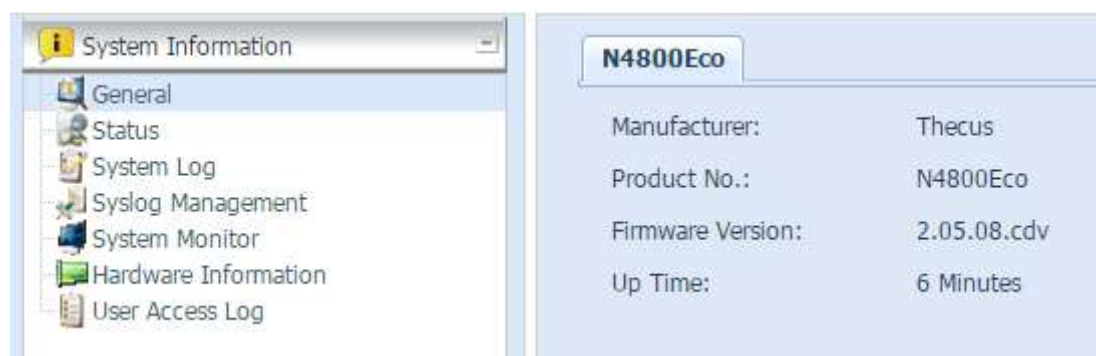 System Information
General
Status
System Log
Syslog Management
System Monitor
Hardware Information
User Access Log
N4800Eco
Manufacturer: Thecus
Product No.: N4800Eco
Firmware Version: 2.05.08.cdv
Up Time: 6 Minutes